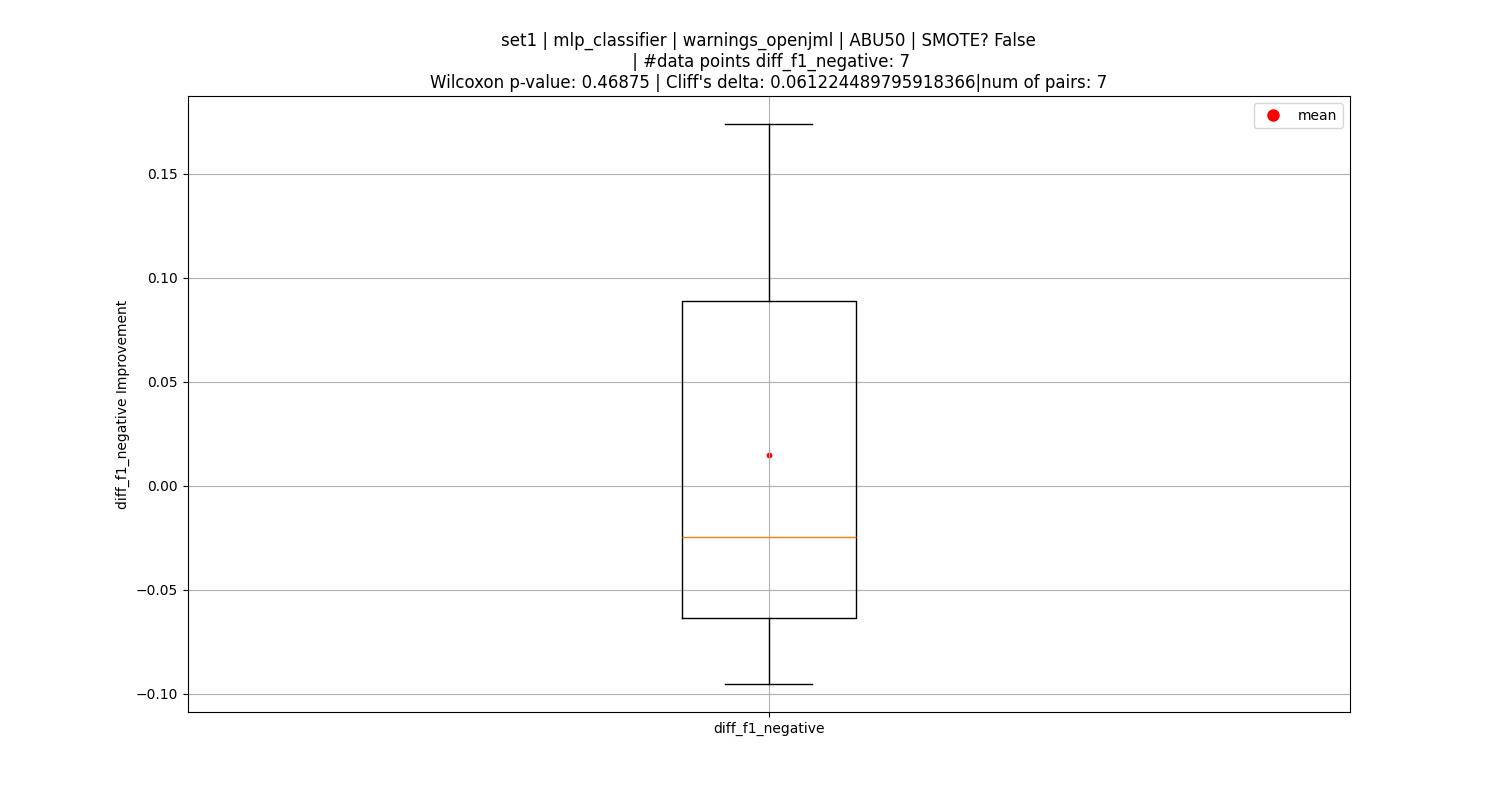 set1 | mlp_classifier | warnings_openjml | ABU50 | SMOTE? False
| #data points diff_f1_negative: 7
Wilcoxon p-value: 0.46875 | Cliff's delta: 0.061224489795918366|num of pairs: 7
mean
0.15
0.10
0.05
0.00
−0.05
−0.10
diff_f1_negative Improvement
diff_f1_negative